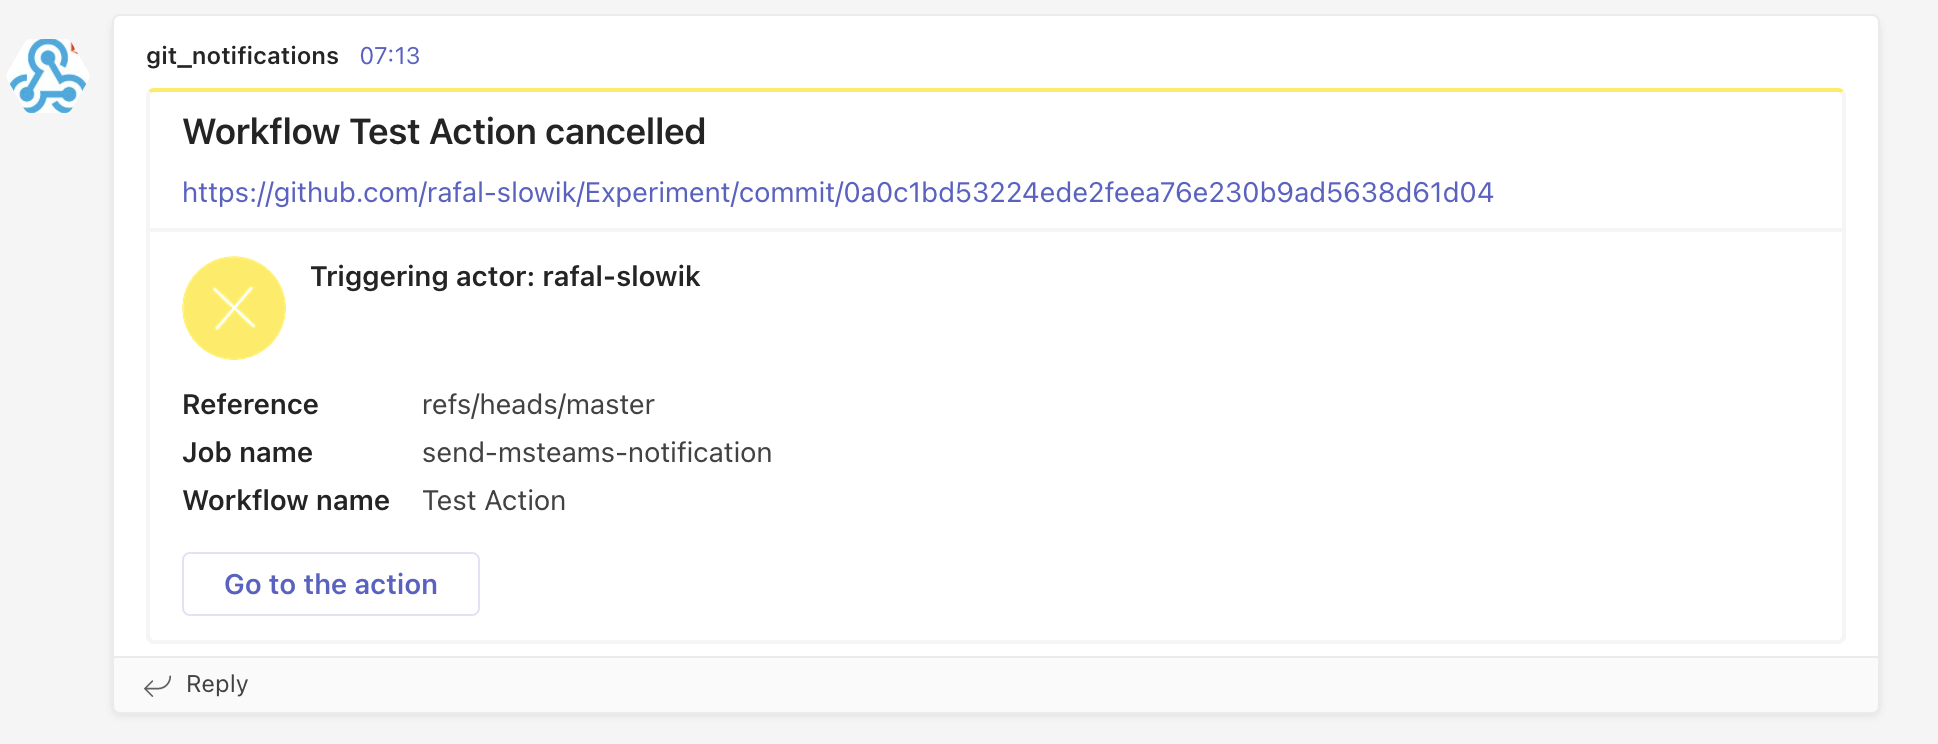 git_notifications 07:13
Workflow Test Action cancelled
https://github.com/rafal-slowik/Experiment/commit/0a0c1bd53224ede2feea76e230b9ad5638d61d04
Triggering actor: rafal-slowik
Reference refs/heads/master
Job name send-msteams-notification
Workflow name Test Action
Go to the action
Reply